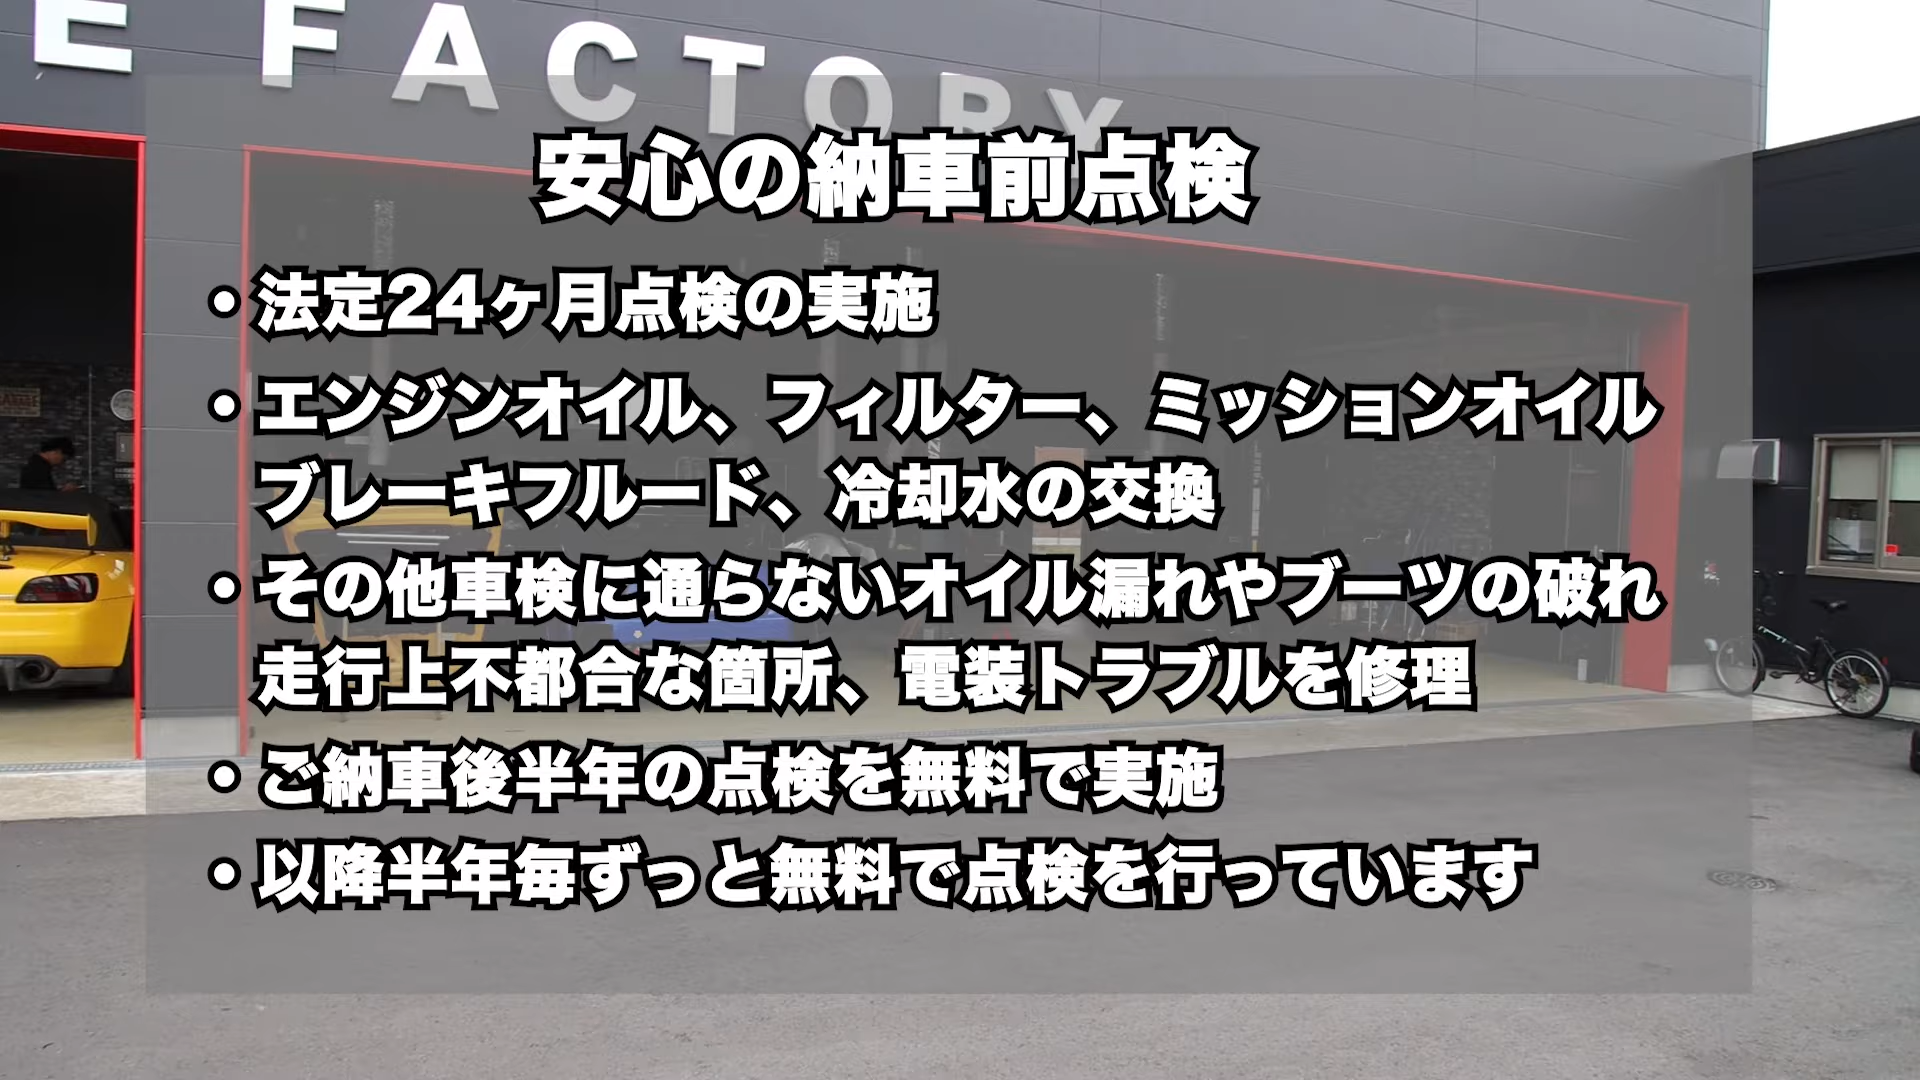 E FACTORY
安心の納車前点検
・法定24ヶ月点検の実施
・エンジンオイル、フィルター、ミッションオイル
ブレーキフルード、冷却水の交換
・その他車検に通らないオイル漏れやブーツの破れ
走行上不都合な箇所、電装トラブルを修理
・ご納車後半年の点検を無料で実施
・以降半年毎ずっと無料で点検を行っています